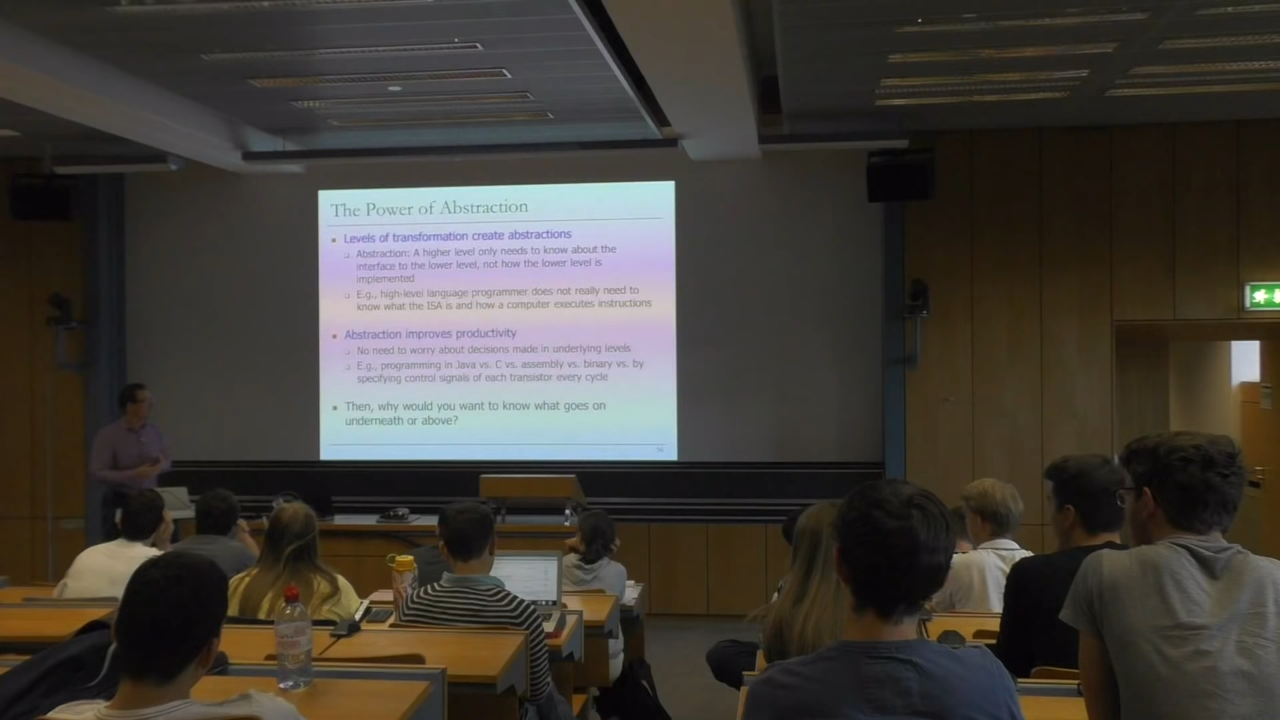 The Power of Abstraction
Levels of transformation create abstractions
Abstraction: A higher level only needs to know about the
interface to the lower level, not how the lower level is
implemented
E.g., high-level language programmer does not really need to
know what the ISA is and how a computer executes instructions
Abstraction improves productivity
No need to worry about decisions made in underlying levels
E.g., programming in Java vs. C vs. assembly vs. binary vs. by
specifying control signals of each transistor every cycle
Then, why would you want to know what goes on
underneath or above?